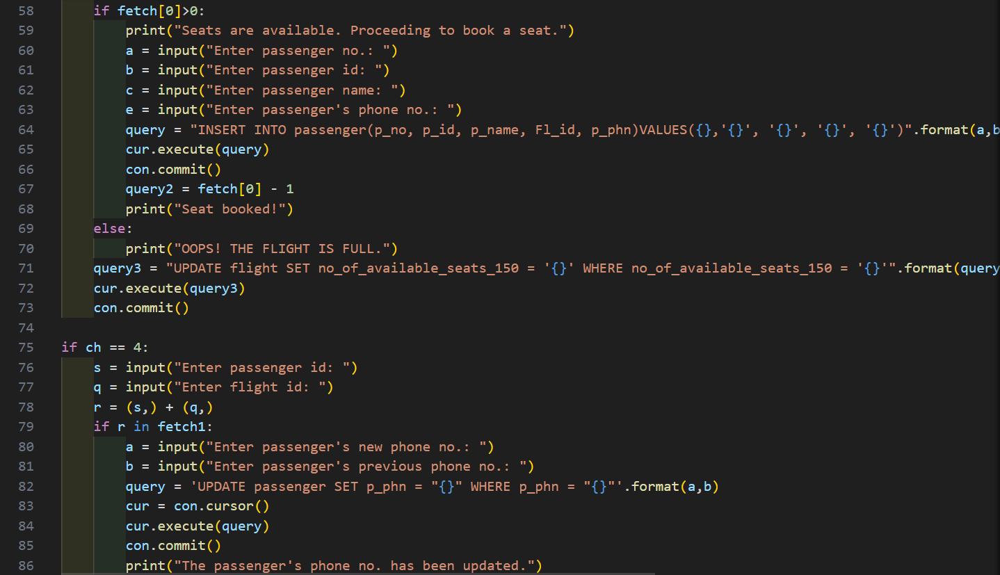 58 if fetch[0]>0:
59 print("Seats are available. Proceeding to book a seat.")
60 a = input("Enter passenger no.: ")
61 b = input("Enter passenger id: ")
62 c = input("Enter passenger name: ")
63 e = input("Enter passenger's phone no.: ")
64 query = "INSERT INTO passenger(p_no, p_id, p_name, Fl_id, p_phn)VALUES({},'{}', '{}', '{}', '{}')".format(a,b
65 cur.execute(query)
66 con.commit()
67 query2 = fetch[0] - 1
68 print("Seat booked!")
69 else:
70 print("OOPS! THE FLIGHT IS FULL.")
71 query3 = "UPDATE flight SET no_of_available_seats_150 = '{}' WHERE no_of_available_seats_150 = '{}'".format(query
72 cur.execute(query3)
73 con.commit()
74
75 if ch == 4:
76 s = input("Enter passenger id: ")
77 q = input("Enter flight id: ")
78 r = (s,) + (q,)
79 if r in fetch1:
80 a = input("Enter passenger's new phone no.: ")
81 b = input("Enter passenger's previous phone no.: ")
82 query = 'UPDATE passenger SET p_phn = "{}" WHERE p_phn = "{}"'.format(a,b)
83 cur = con.cursor()
84 cur.execute(query)
85 con.commit()
86 print("The passenger's phone no. has been updated.")